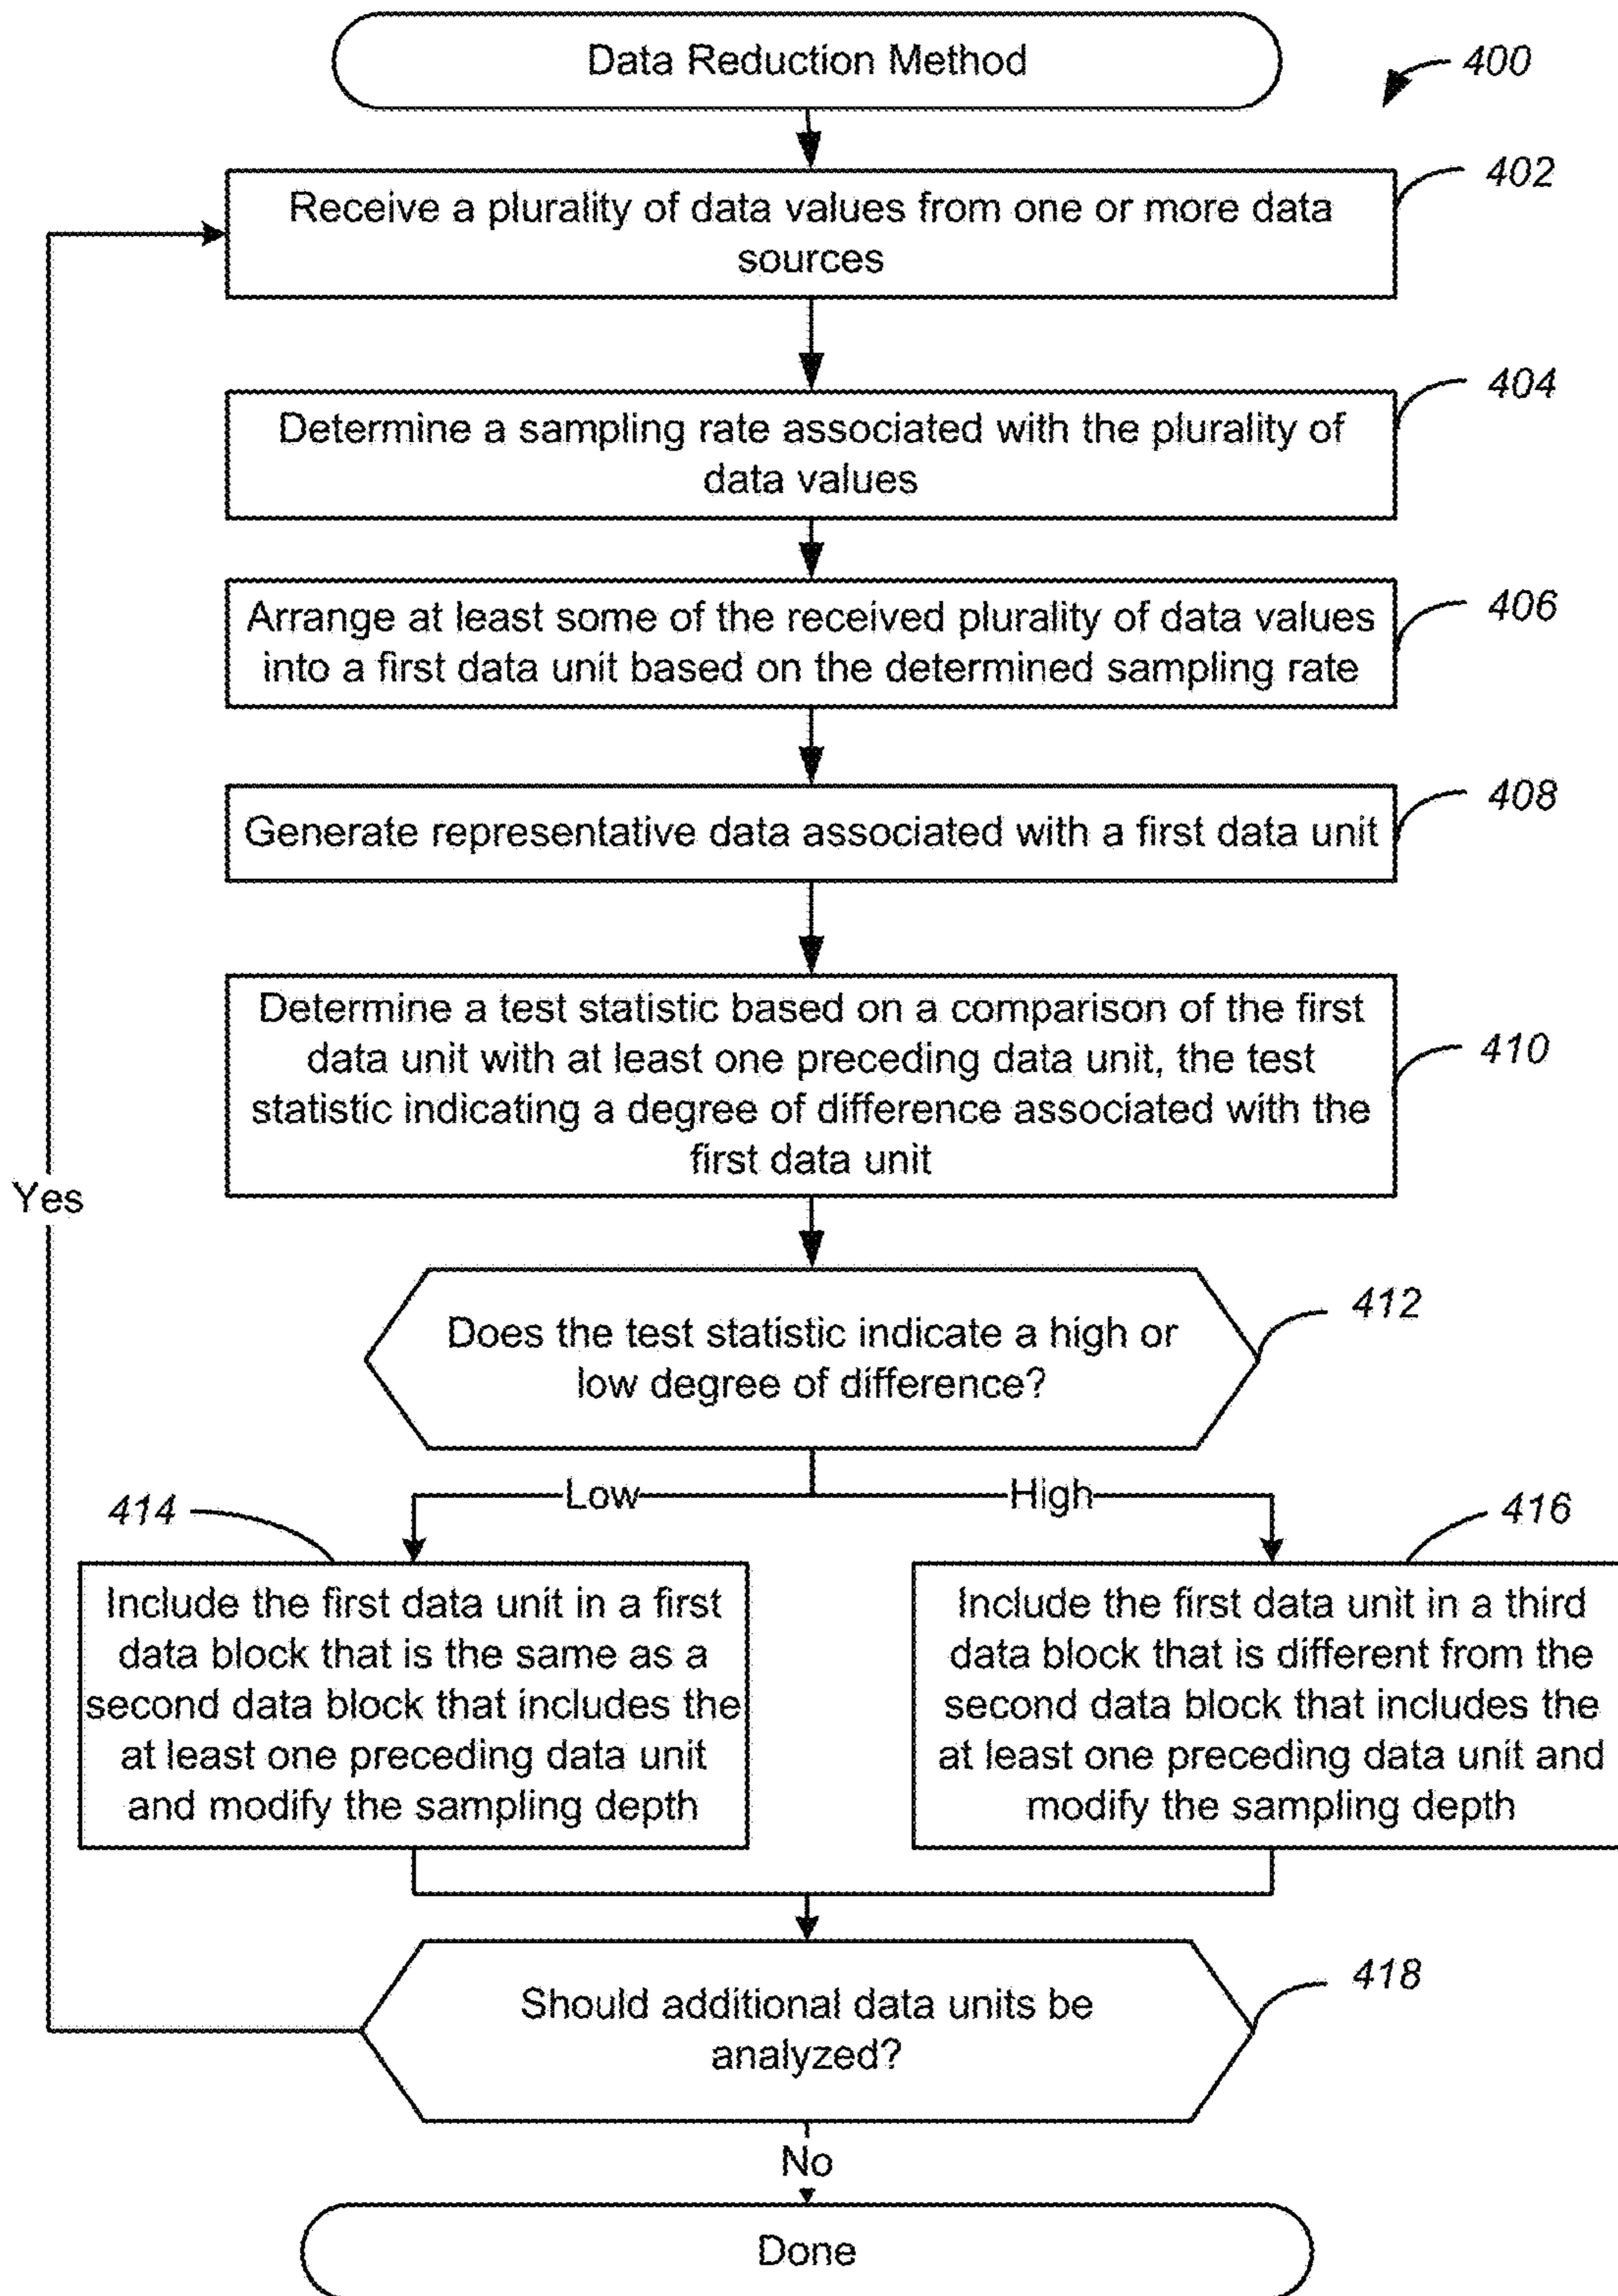 Data Reduction Method
400
402
Receive a plurality of data values from one or more data
sources
404
Determine a sampling rate associated with the plurality of
data values
406
Arrange at least some of the received plurality of data values
into a first data unit based on the determined sampling rate
408
Generate representative data associated with a first data unit
410
Determine a test statistic based on a comparison of the first
data unit with at least one preceding data unit, the test
statistic indicating a degree of difference associated with the
first data unit
Yes
412
Does the test statistic indicate a high or
low degree of difference?
Low
High
414
Include the first data unit in a first
data block that is the same as a
second data block that includes the
at least one preceding data unit
and modify the sampling depth
416
Include the first data unit in a third
data block that is different from the
second data block that includes the
at least one preceding data unit and
modify the sampling depth
418
Should additional data units be
analyzed?
No
Done